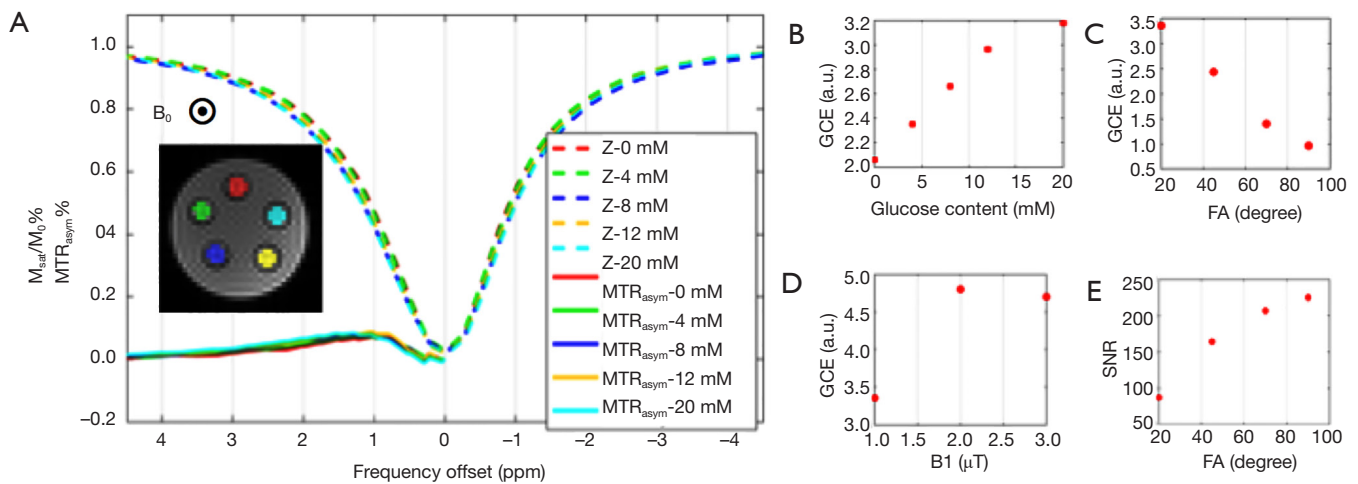 A
1.0
0.8
0.6
04
0.2
0.0
–0.2
Msat/M0%
MTRasym%
B0
4 3 2 1 0 –1 –2 –3 –4
Frequency offset (ppm)
Z-0 mM
Z-4 mM
Z-8 mM
Z-12 mM
Z-20 mM
MTRasym-0 mM
MTRasym-4 mM
MTRasym-8 mM
MTRasym-12 mM
MTRasym-20 mM
B
3.2
3.0
2.8
2.6
2.4
2.2
2.0
GCE (a.u.)
0 5 10 15 20
Glucose content (mM)
C
3.5
3.5
3.0
2.5
2.0
1.5
1.0
0.5
GCE (a.u.)
20 40 60 80 100
FA (degree)
D
5.0
4.5
4.0
3.5
3.0
GCE (a.u.)
1.0 1.5 2.0 2.5 3.0
B1 (μT)
E
250
200
150
100
50
SNR
20 40 60 80 100
FA (degree)